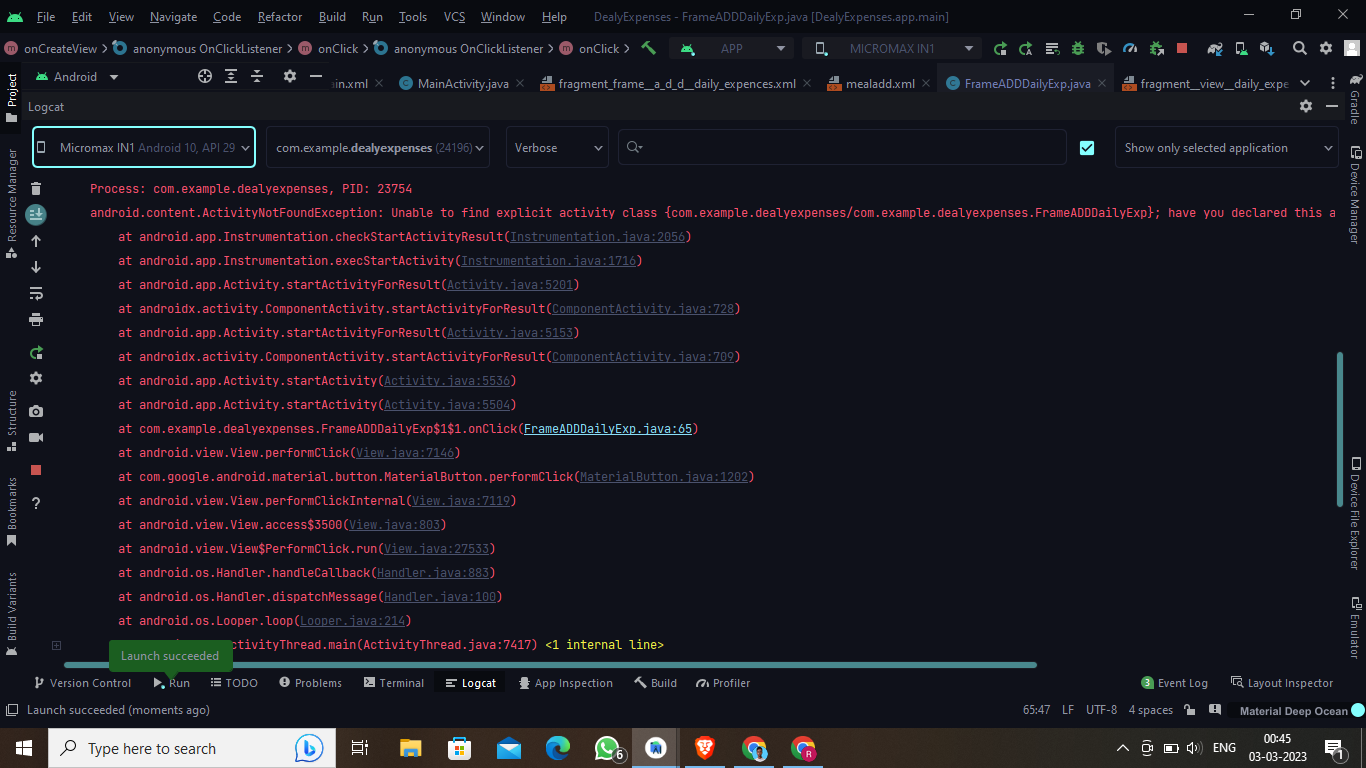 File Edit View Navigate Code Refactor Build Run Tools VCS Window Help DealyExpenses - FrameADDDailyExp.java [DealyExpenses.app.main]
onCreateView anonymous OnClickListener onClick anonymous OnClickListener onClick APP MICROMAX IN1
Android in.xml MainActivity.java fragment_frame__a_d_d__daily_expences.xml mealadd.xml FrameADDDailyExp.java fragment__view__daily_expe
Logcat
Micromax IN1 Android 10, API 29 com.example.dealyexpenses (24196) Verbose Show only selected application
Process: com.example.dealyexpenses, PID: 23754
android.content.ActivityNotFoundException: Unable to find explicit activity class {com.example.dealyexpenses/com.example.dealyexpenses.FrameADDDailyExp}; have you declared this a
at android.app.Instrumentation.checkStartActivityResult(Instrumentation.java:2056)
at android.app.Instrumentation.execStartActivity(Instrumentation.java:1716)
at android.app.Activity.startActivityForResult(Activity.java:5201)
at androidx.activity.ComponentActivity.startActivityForResult(ComponentActivity.java:728)
at android.app.Activity.startActivityForResult(Activity.java:5153)
at androidx.activity.ComponentActivity.startActivityForResult(ComponentActivity.java:709)
at android.app.Activity.startActivity(Activity.java:5536)
at android.app.Activity.startActivity(Activity.java:5504)
at com.example.dealyexpenses.FrameADDDailyExp$1$1.onClick(FrameADDDailyExp.java:65)
at android.view.View.performClick(View.java:7146)
at com.google.android.material.button.MaterialButton.performClick(MaterialButton.java:1202)
at android.view.View.performClickInternal(View.java:7119)
at android.view.View.access$3500(View.java:803)
at android.view.View$PerformClick.run(View.java:27533)
at android.os.Handler.handleCallback(Handler.java:883)
at android.os.Handler.dispatchMessage(Handler.java:100)
at android.os.Looper.loop(Looper.java:214)
ctivityThread.main(ActivityThread.java:7417) <1 internal line>
Launch succeeded
Project
Resource Manager
Structure
Bookmarks
Build Variants
Gradle
Device Manager
Device File Explorer
Emulator
Version Control Run TODO Problems Terminal Logcat App Inspection Build Profiler 3 Event Log Layout Inspector
Launch succeeded (moments ago) 65:47 LF UTF-8 4 spaces Material Deep Ocean
Type here to search 6 R ENG 00:45
03-03-2023 1